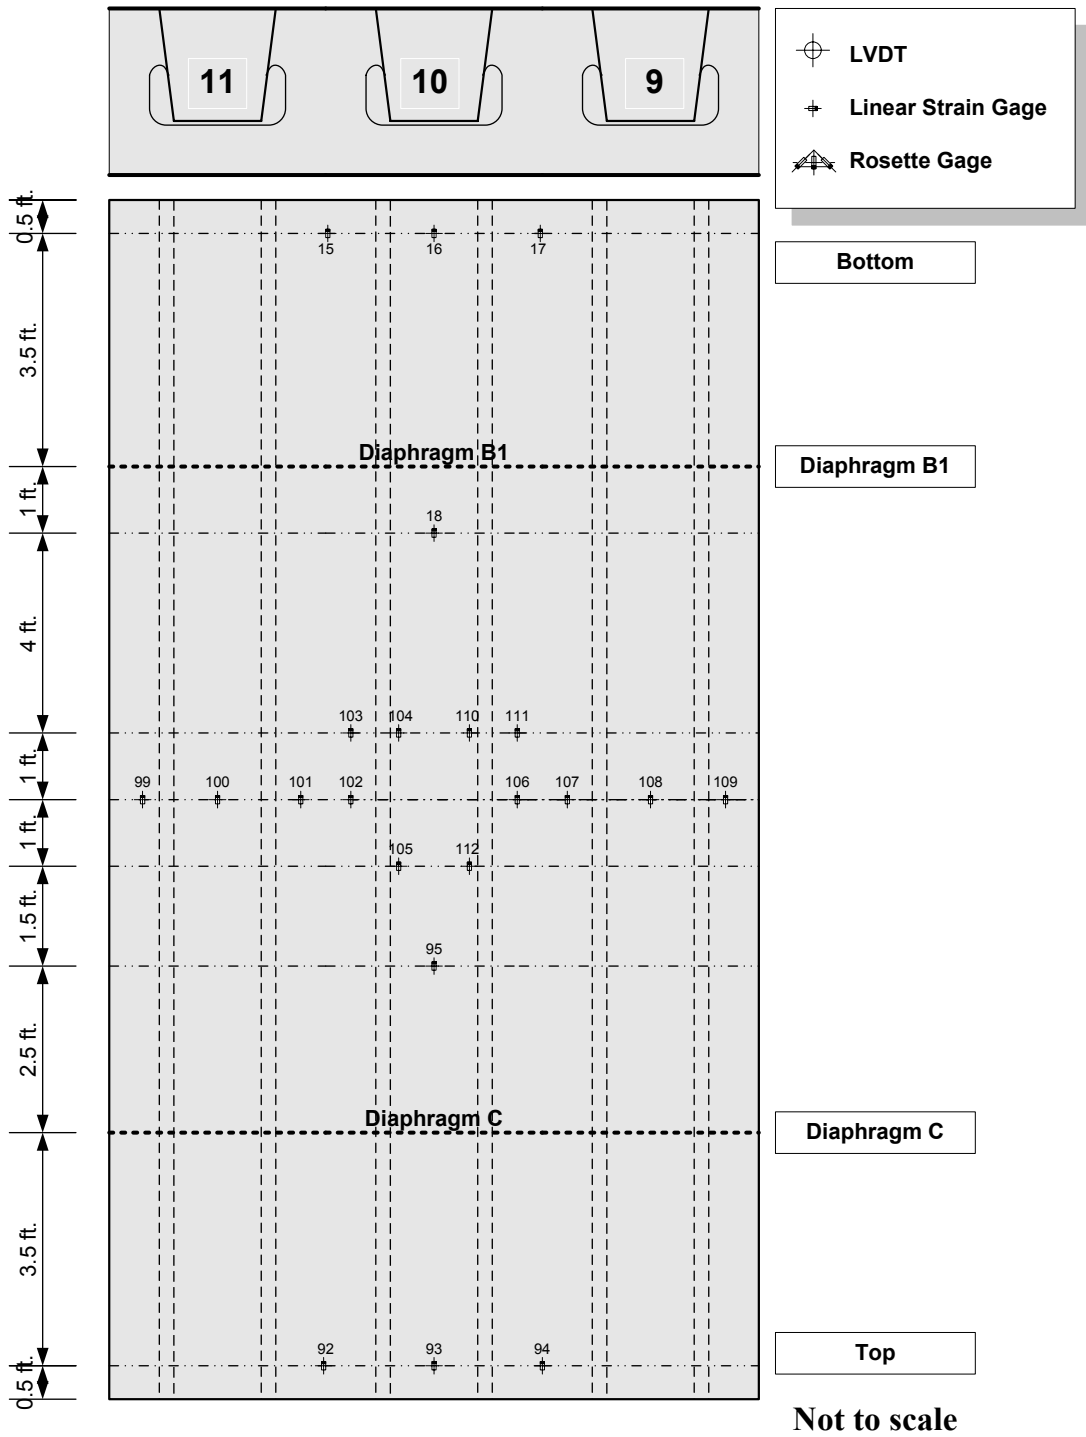 11 10 9
LVDT
Linear Strain Gage
Rosette Gage
0.5 ft.
15 16 17
Bottom
3.5 ft.
Diaphragm B1
Diaphragm B1
1 ft.
18
4 ft.
103 104 110 111
1 ft.
99 100 101 102 106 107 108 109
1 ft.
105 112
1.5 ft.
95
2.5 ft.
Diaphragm C
Diaphragm C
3.5 ft.
92 93 94
Top
0.5 ft.
Not to scale